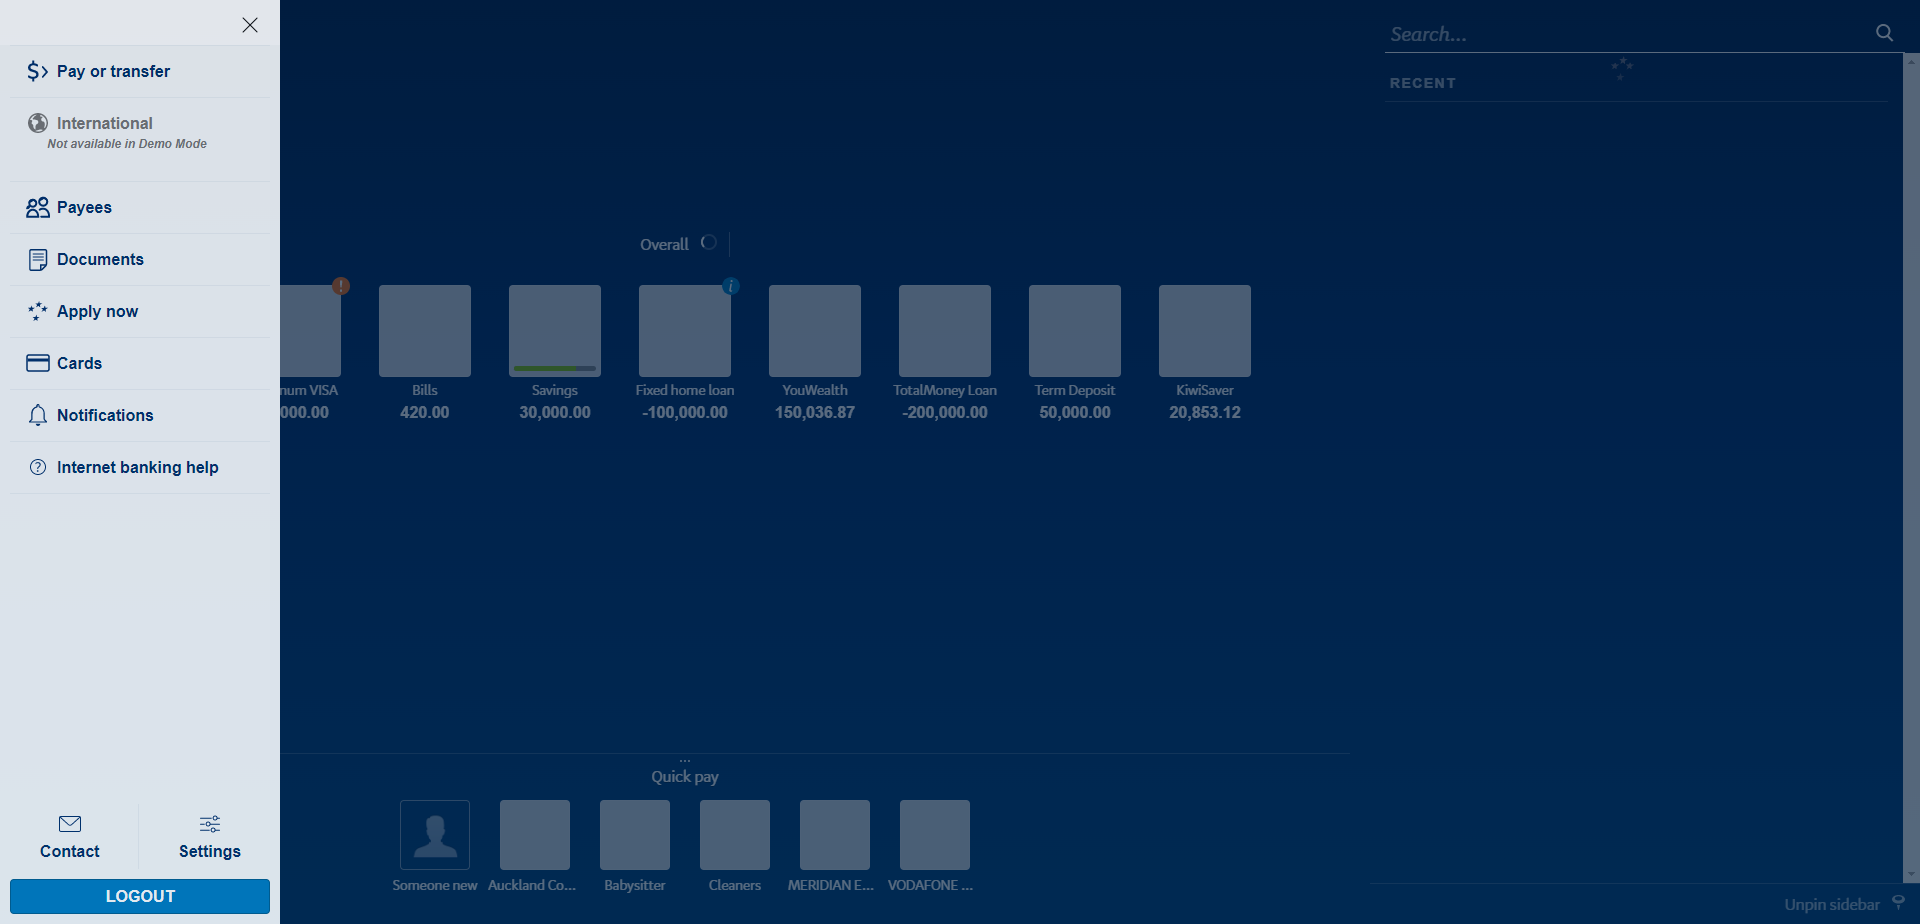 Pay or transfer
International
Not available in Demo Mode
Payees
Documents
Apply now
Cards
Notifications
Internet banking help
Contact
Settings
LOGOUT
Search...
RECENT
Overall
num VISA
000.00
Bills
420.00
Savings
30,000.00
Fixed home loan
-100,000.00
YouWealth
150,036.87
TotalMoney Loan
-200,000.00
Term Deposit
50,000.00
KiwiSaver
20,853.12
...
Quick pay
Someone new
Auckland Co...
Babysitter
Cleaners
MERIDIAN E...
VODAFONE ...
Unpin sidebar